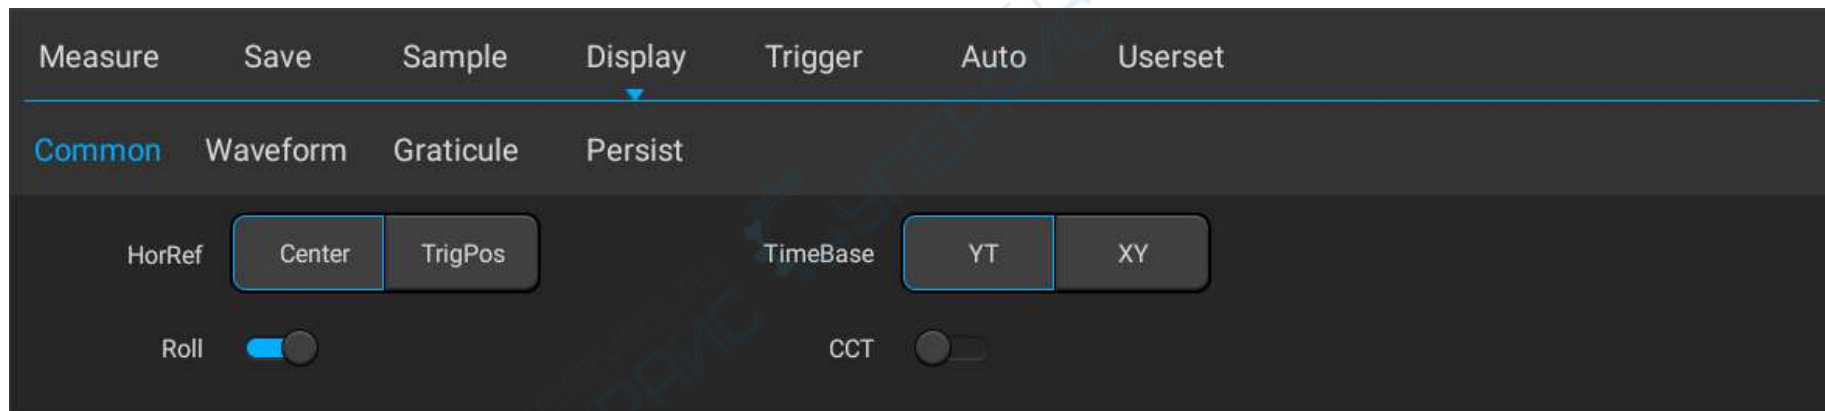 Measure Save Sample Display Trigger Auto Userset
Common Waveform Graticule Persist
HorRef Center TrigPos TimeBase YT XY
Roll CCT